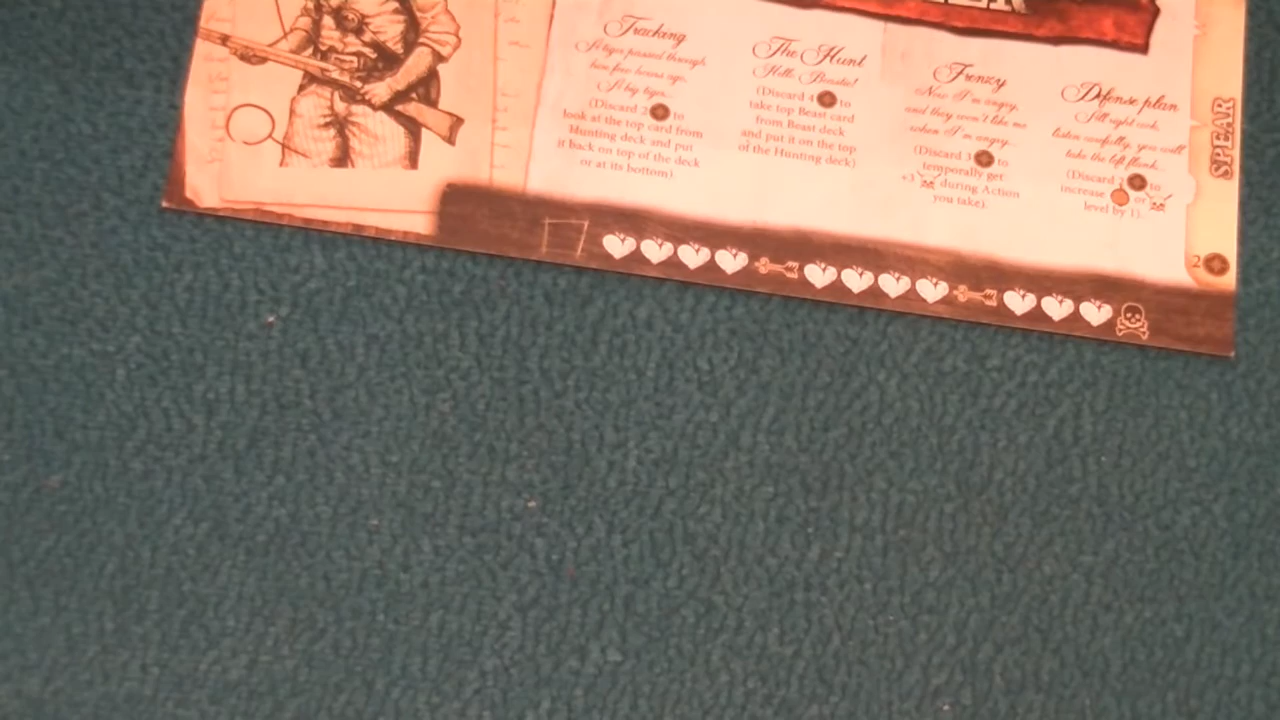 Tracking
A tiger passed through
here few hours ago,
A big tiger...
(Discard 2 to
look at the top card from
Hunting deck and put
it back on top of the deck
or at its bottom).
The Hunt
Hello Beastie!
(Discard 4 to
take top Beast card
from Beast deck
and put it on the top
of the Hunting deck)
Frenzy
Now I'm angry,
and they won't like me
when I'm angry...
(Discard 3 to
temporally get
+1 during Action
you take).
Defense plan
All right cook,
listen carefully, you will
take the left flank...
(Discard 2 to
increase or
level by 1).
SPEAR
2